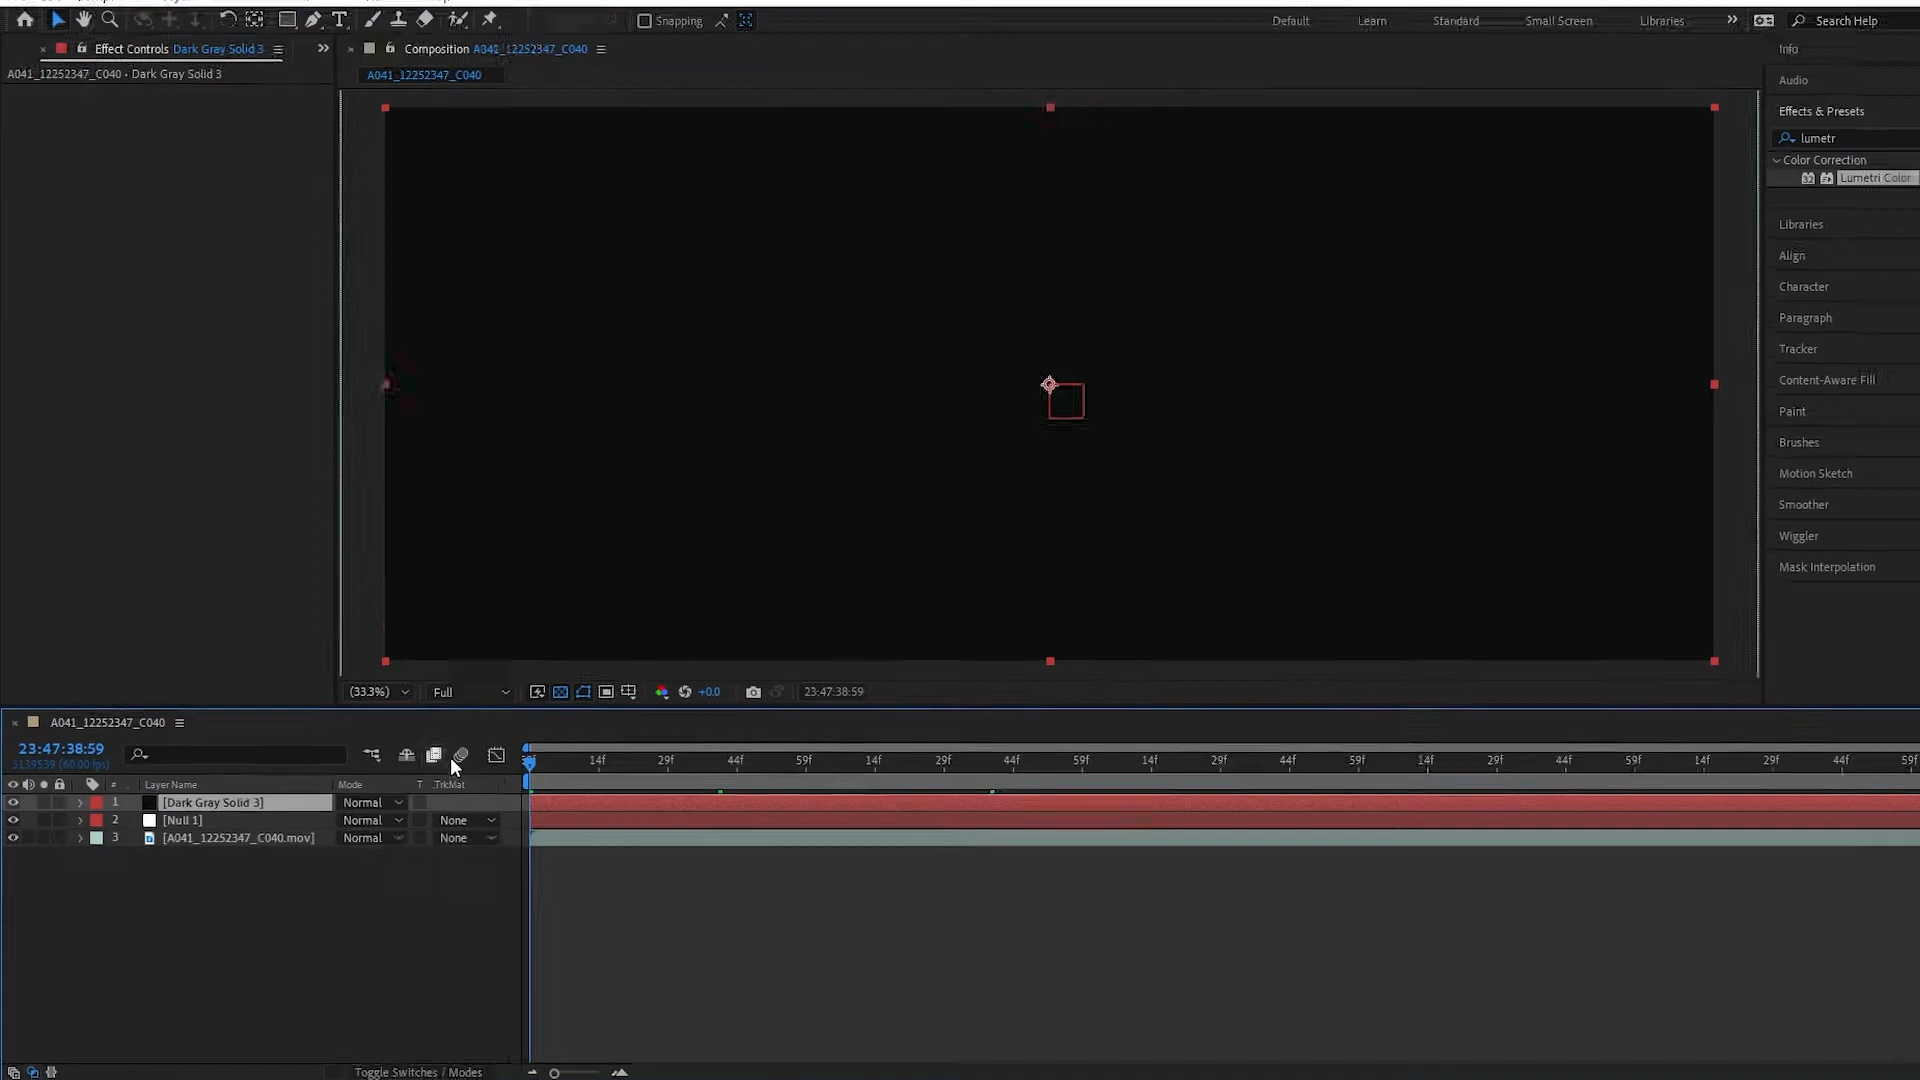 Snapping
Default
Learn
Standard
Small Screen
Libraries
Search Help
Effect Controls Dark Gray Solid 3
A041_12252347_C040 • Dark Gray Solid 3
Composition A041_12252347_C040
A041_12252347_C040
Info
Audio
Effects & Presets
lumetr
Color Correction
32
Lumetri Color
Libraries
Align
Character
Paragraph
Tracker
Content-Aware Fill
Paint
Brushes
Motion Sketch
Smoother
Wiggler
Mask Interpolation
(33.3%)
Full
+0.0
23:47:38:59
A041_12252347_C040
23:47:38:59
5139539 (60.00 fps)
14f 29f 44f 59f 14f 29f 44f 59f 14f 29f 44f 59f 14f 29f 44f 59f 14f 29f 44f 59f
# Layer Name Mode T .TrkMat
1 [Dark Gray Solid 3] Normal
2 [Null 1] Normal None
3 [A041_12252347_C040.mov] Normal None
Toggle Switches / Modes